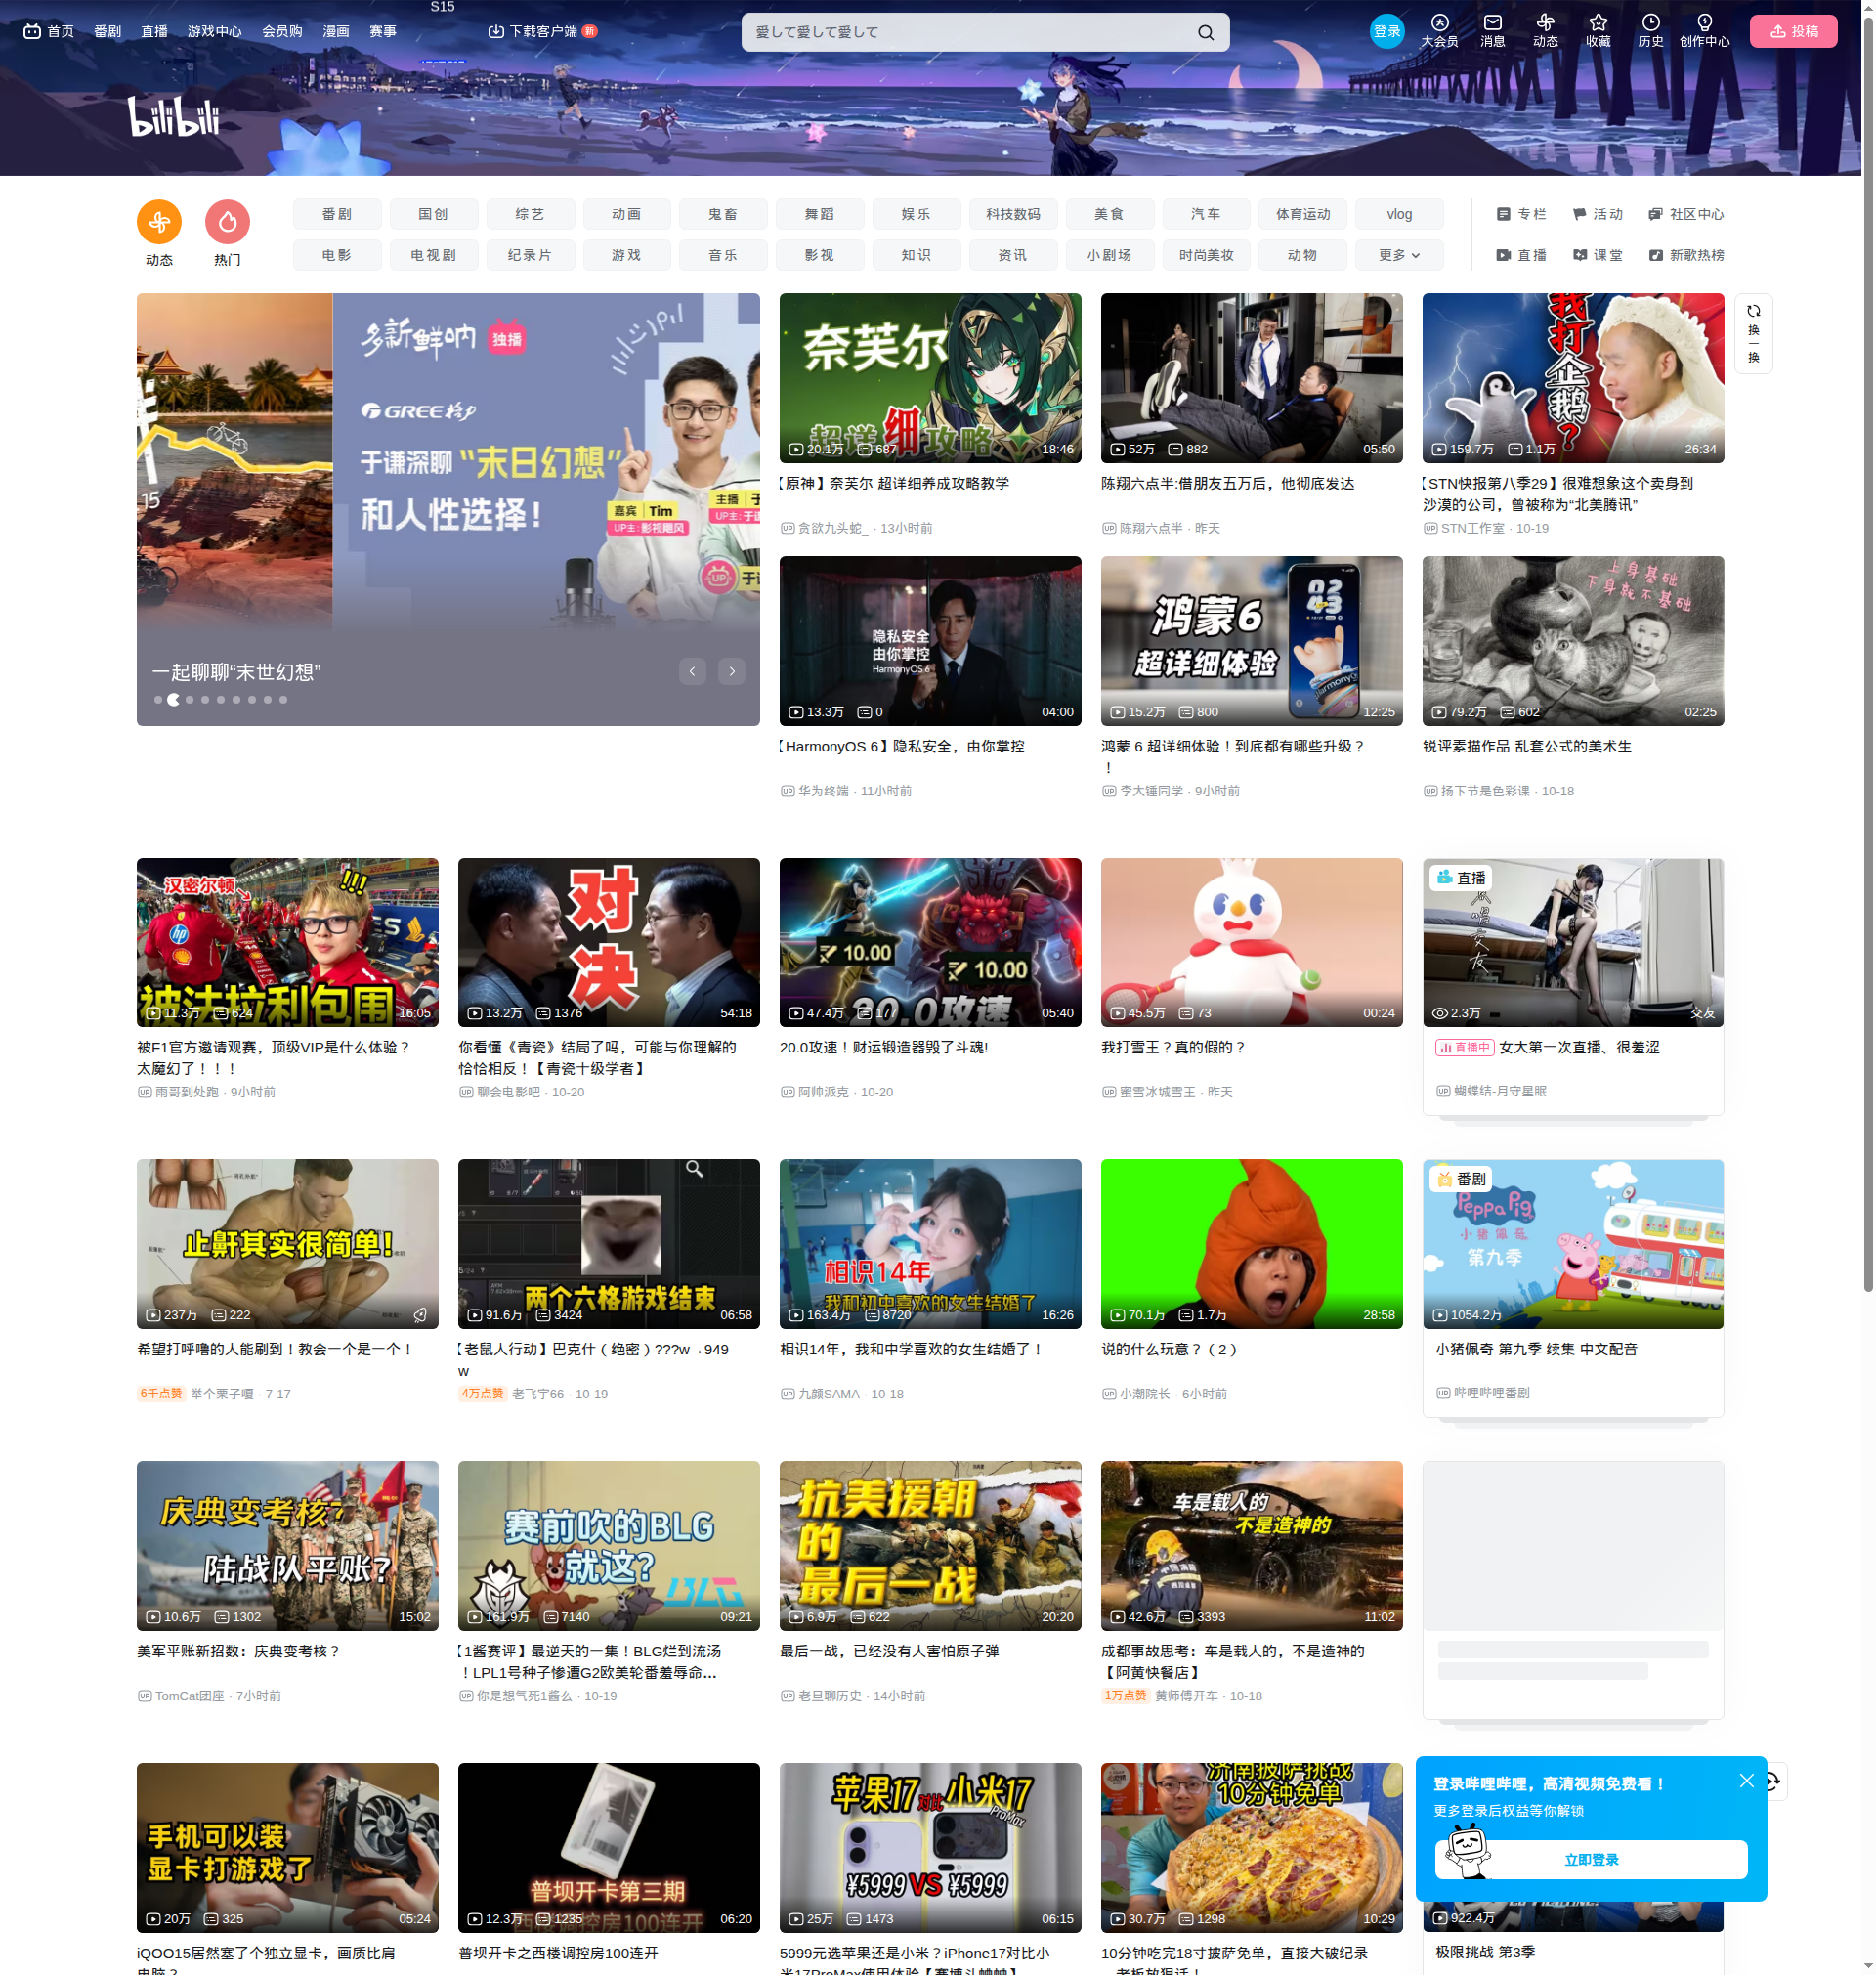 S15
首页 番剧 直播 游戏中心 会员购 漫画 赛事 下载客户端 新
愛して愛して愛して
登录 大会员 消息 动态 收藏 历史 创作中心 投稿
bilibili
动态 热门
番剧 国创 综艺 动画 鬼畜 舞蹈 娱乐 科技数码 美食 汽车 体育运动 vlog
专栏 活动 社区中心
电影 电视剧 纪录片 游戏 音乐 影视 知识 资讯 小剧场 时尚美妆 动物 更多
直播 课堂 新歌热榜
15
多新鲜呐 独播
GREE格力
于谦深聊“末日幻想”
和人性选择!
嘉宾 Tim
UP主:影视飓风
一起聊聊“末世幻想”
奈芙尔
超详细攻略
20.1万 687 18:46
【原神】奈芙尔 超详细养成攻略教学
贪欲九头蛇_ · 13小时前
52万 882 05:50
陈翔六点半:借朋友五万后，他彻底发达
陈翔六点半 · 昨天
我打企鹅?
159.7万 1.1万 26:34
【STN快报第八季29】很难想象这个卖身到
沙漠的公司，曾被称为“北美腾讯”
STN工作室 · 10-19
换一换
隐私安全
由你掌控
HarmonyOS 6
13.3万 0 04:00
【HarmonyOS 6】隐私安全，由你掌控
华为终端 · 11小时前
鸿蒙6
超详细体验
02
43
15.2万 800 12:25
鸿蒙 6 超详细体验！到底都有哪些升级？
！
李大锤同学 · 9小时前
上身基础
下身就不基础
79.2万 602 02:25
锐评素描作品 乱套公式的美术生
扬下节是色彩课 · 10-18
汉密尔顿
!!!
hp
被法拉利包围
11.3万 624 16:05
被F1官方邀请观赛，顶级VIP是什么体验？
太魔幻了！！！
雨哥到处跑 · 9小时前
对决
13.2万 1376 54:18
你看懂《青瓷》结局了吗，可能与你理解的
恰恰相反！【青瓷十级学者】
聊会电影吧 · 10-20
10.00
10.00
20.0攻速
47.4万 177 05:40
20.0攻速！财运锻造器毁了斗魂!
阿帅派克 · 10-20
45.5万 73 00:24
我打雪王？真的假的？
蜜雪冰城雪王 · 昨天
直播
2.3万 交友
直播中 女大第一次直播、很羞涩
蝴蝶结-月守星眠
止鼾其实很简单!
237万 222
希望打呼噜的人能刷到！教会一个是一个！
6千点赞 举个栗子喔 · 7-17
两个六格游戏结束
91.6万 3424 06:58
【老鼠人行动】巴克什（绝密）???w→949
w
4万点赞 老飞宇66 · 10-19
相识14年
我和初中喜欢的女生结婚了
163.4万 8720 16:26
相识14年，我和中学喜欢的女生结婚了！
九颜SAMA · 10-18
70.1万 1.7万 28:58
说的什么玩意？（2）
小潮院长 · 6小时前
番剧
Peppa Pig
小猪佩奇
第九季
1054.2万
小猪佩奇 第九季 续集 中文配音
哔哩哔哩番剧
庆典变考核?
陆战队平账?
10.6万 1302 15:02
美军平账新招数：庆典变考核？
TomCat团座 · 7小时前
赛前吹的BLG
就这?
BLG
161.9万 7140 09:21
【1酱赛评】最逆天的一集！BLG烂到流汤
！LPL1号种子惨遭G2欧美轮番羞辱命...
你是想气死1酱么 · 10-19
抗美援朝
的
最后一战
6.9万 622 20:20
最后一战，已经没有人害怕原子弹
老旦聊历史 · 14小时前
车是载人的
不是造神的
42.6万 3393 11:02
成都事故思考：车是载人的，不是造神的
【阿黄快餐店】
1万点赞 黄师傅开车 · 10-18
手机可以装
显卡打游戏了
20万 325 05:24
iQOO15居然塞了个独立显卡，画质比肩
电脑？
普坝开卡第三期
西楼调控房100连开
12.3万 1235 06:20
普坝开卡之西楼调控房100连开
苹果17 对比 小米17
ProMax
¥5999 VS ¥5999
25万 1473 06:15
5999元选苹果还是小米？iPhone17对比小
米17ProMax使用体验【赛博斗蛐蛐】
济南披萨挑战
10分钟免单
30.7万 1298 10:29
10分钟吃完18寸披萨免单，直接大破纪录
登录哔哩哔哩，高清视频免费看！
更多登录后权益等你解锁
立即登录
922.4万
极限挑战 第3季